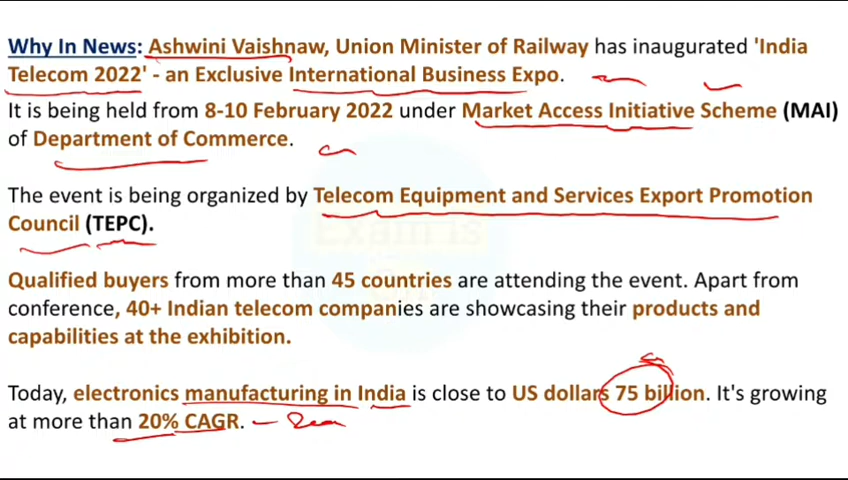 Why In News: Ashwini Vaishnaw, Union Minister of Railway has inaugurated 'India
Telecom 2022' - an Exclusive International Business Expo.
It is being held from 8-10 February 2022 under Market Access Initiative Scheme (MAI)
of Department of Commerce.
The event is being organized by Telecom Equipment and Services Export Promotion
Council (TEPC).
Qualified buyers from more than 45 countries are attending the event. Apart from
conference, 40+ Indian telecom companies are showcasing their products and
capabilities at the exhibition.
Today, electronics manufacturing in India is close to US dollars 75 billion. It's growing
at more than 20% CAGR.